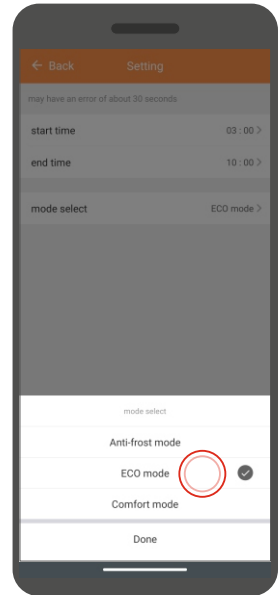 ← Back Setting
may have an error of about 30 seconds
start time 03 : 00 >
end time 10 : 00 >
mode select ECO mode >
mode select
Anti-frost mode
ECO mode
Comfort mode
Done